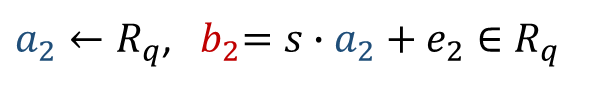 a₂ ← R_q, b₂ = s · a₂ + e₂ ∈ R_q